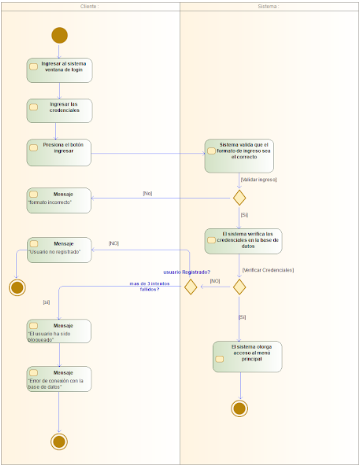 Cliente :
Sistema :
Ingresar al sistema
ventana de login
Ingresar las
credenciales
Presiona el botón
ingresar
Sistema valida que el
formato de ingreso sea
el correcto
[Validar ingreso]
[No]
Mensaje
"formato incorrecto"
[Si]
El sistema verifica las
credenciales en la base de
datos
[NO]
Mensaje
"Usuario no registrado"
[Verificar Credenciales]
usuario Registrado?
[NO]
mas de 3 intentos
fallidos?
[Si]
[SI]
Mensaje
"El usuario ha sido
bloqueado"
El sistema otorga
acceso al menú
principal
Mensaje
"Error de conexión con la
base de datos"